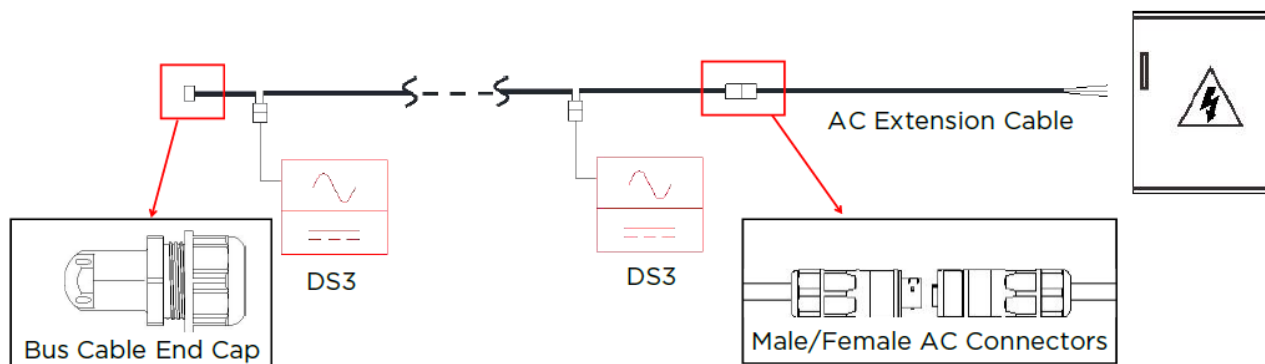 AC Extension Cable
DS3
DS3
Bus Cable End Cap
Male/Female AC Connectors